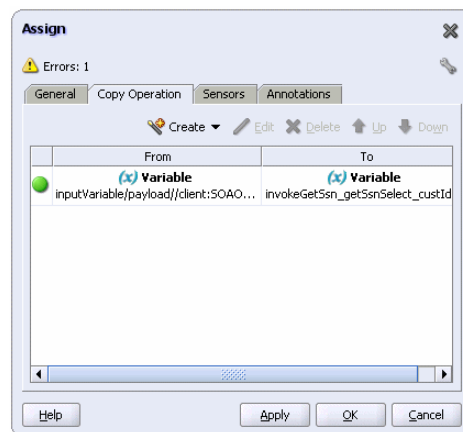 Assign
Errors: 1
General Copy Operation Sensors Annotations
Create Edit Delete Up Down
From To
(x) Variable (x) Variable
inputVariable/payload//client:SOAO... invokeGetSsn_getSsnSelect_custId
Help Apply OK Cancel